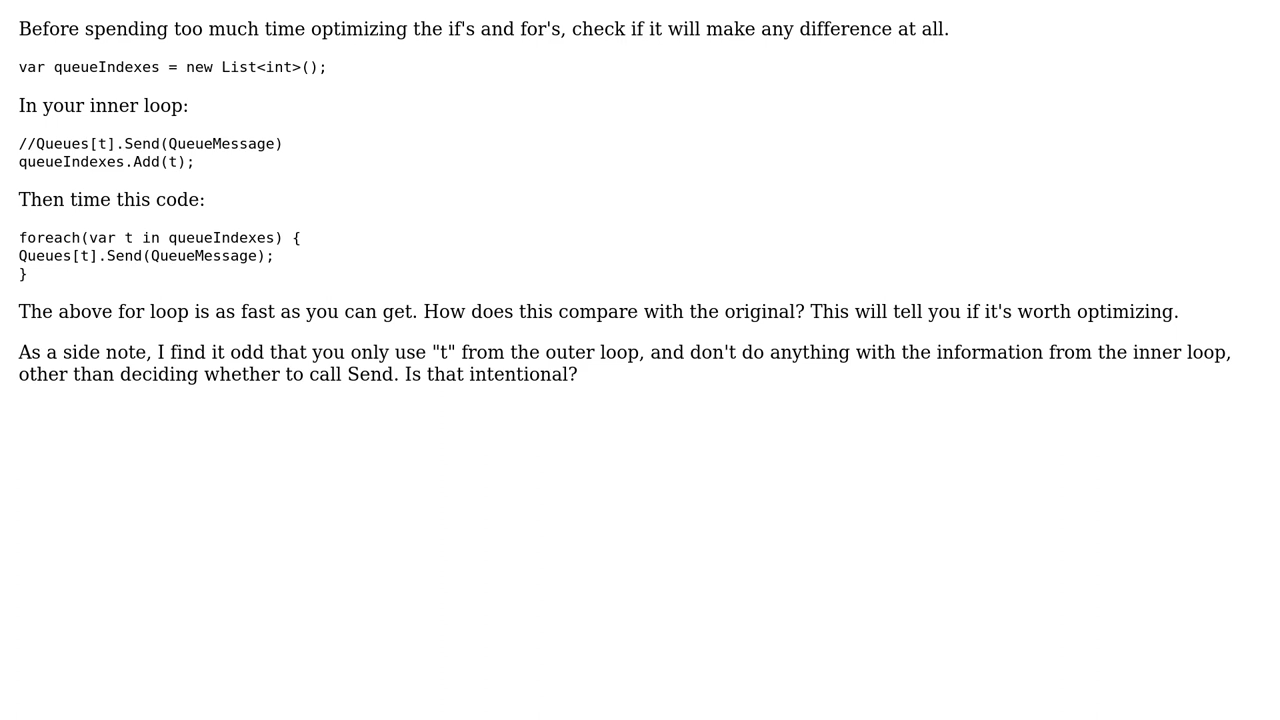 Before spending too much time optimizing the if's and for's, check if it will make any difference at all.
var queueIndexes = new List<int>();
In your inner loop:
//Queues[t].Send(QueueMessage)
queueIndexes.Add(t);
Then time this code:
foreach(var t in queueIndexes) {
Queues[t].Send(QueueMessage);
}
The above for loop is as fast as you can get. How does this compare with the original? This will tell you if it's worth optimizing.
As a side note, I find it odd that you only use "t" from the outer loop, and don't do anything with the information from the inner loop,
other than deciding whether to call Send. Is that intentional?